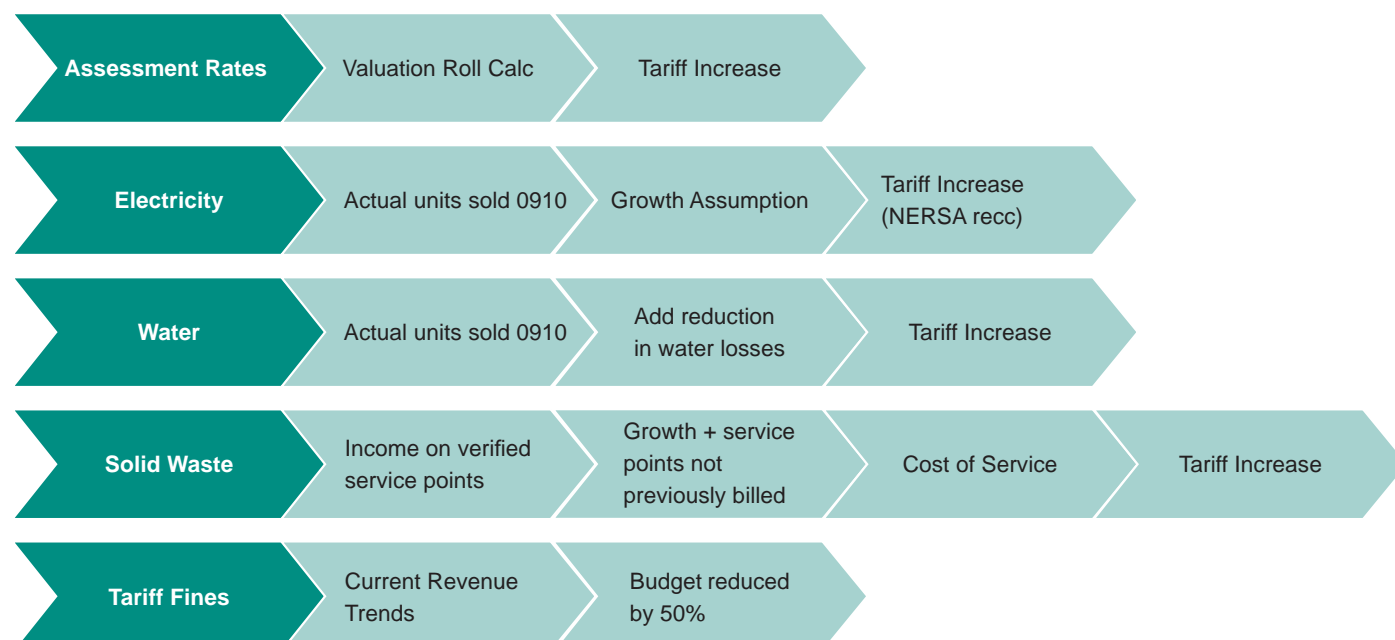 Assessment Rates
Valuation Roll Calc
Tariff Increase
Electricity
Actual units sold 0910
Growth Assumption
Tariff Increase
(NERSA recc)
Water
Actual units sold 0910
Add reduction
in water losses
Tariff Increase
Solid Waste
Income on verified
service points
Growth + service
points not
previously billed
Cost of Service
Tariff Increase
Tariff Fines
Current Revenue
Trends
Budget reduced
by 50%